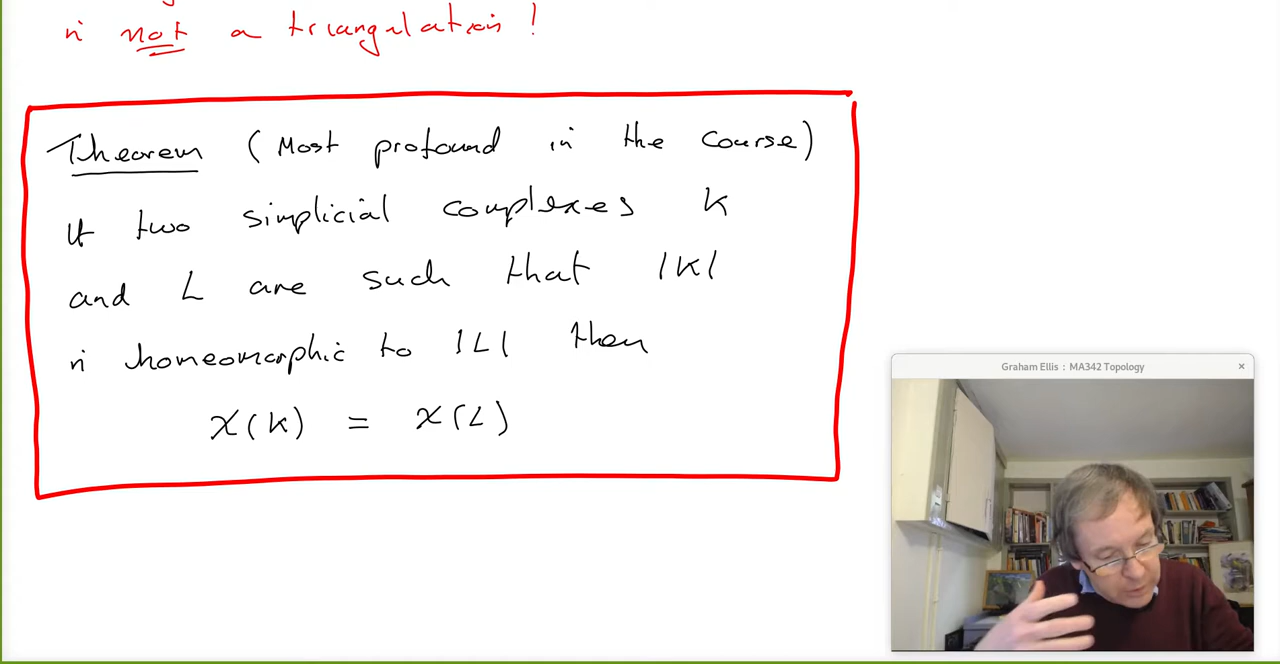 is not a triangulation!
Theorem (Most profound in the course)
If two simplicial complexes K
and L are such that |K|
is homeomorphic to |L| then
χ(K) = χ(L)
Graham Ellis : MA342 Topology